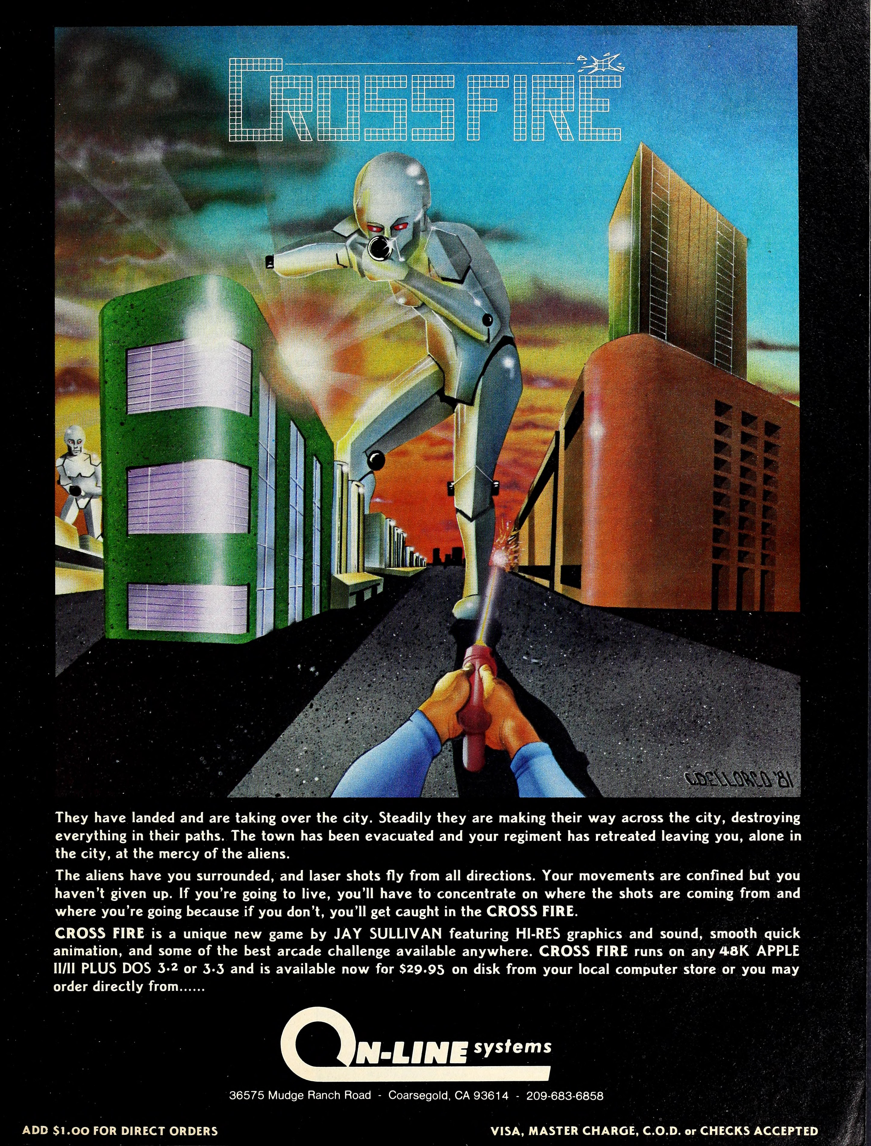 CROSSFIRE
C.DELLORCO '81
They have landed and are taking over the city. Steadily they are making their way across the city, destroying
everything in their paths. The town has been evacuated and your regiment has retreated leaving you, alone in
the city, at the mercy of the aliens.
The aliens have you surrounded, and laser shots fly from all directions. Your movements are confined but you
haven't given up. If you're going to live, you'll have to concentrate on where the shots are coming from and
where you're going because if you don't, you'll get caught in the CROSS FIRE.
CROSS FIRE is a unique new game by JAY SULLIVAN featuring HI-RES graphics and sound, smooth quick
animation, and some of the best arcade challenge available anywhere. CROSS FIRE runs on any 48K APPLE
II/II PLUS DOS 3.2 or 3.3 and is available now for $29.95 on disk from your local computer store or you may
order directly from......
ON-LINE systems
36575 Mudge Ranch Road - Coarsegold, CA 93614 - 209-683-6858
ADD $1.00 FOR DIRECT ORDERS
VISA, MASTER CHARGE, C.O.D. or CHECKS ACCEPTED